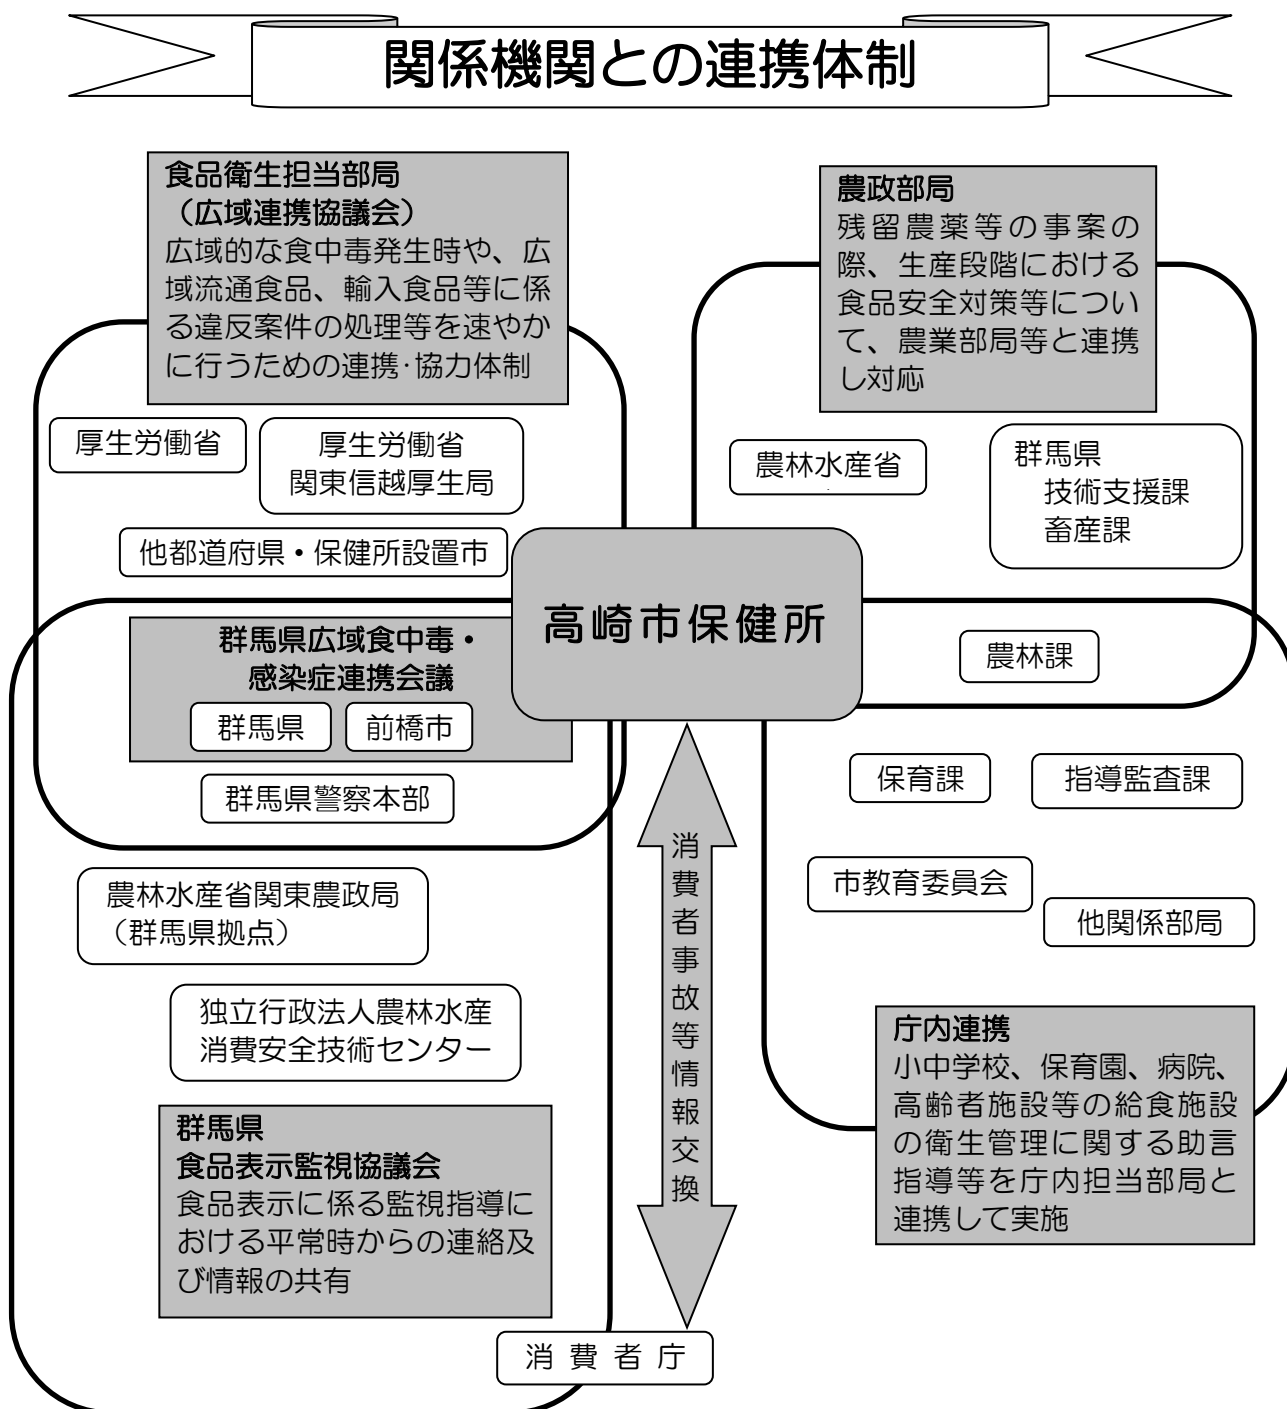 関係機関との連携体制
食品衛生担当部局
（広域連携協議会）
広域的な食中毒発生時や、広
域流通食品、輸入食品等に係
る違反案件の処理等を速やか
に行うための連携･協力体制
農政部局
残留農薬等の事案の
際、生産段階における
食品安全対策等につい
て、農業部局等と連携
し対応
厚生労働省
厚生労働省
関東信越厚生局
他都道府県・保健所設置市
農林水産省
群馬県
技術支援課
畜産課
高崎市保健所
群馬県広域食中毒・
感染症連携会議
群馬県
前橋市
群馬県警察本部
農林課
保育課
指導監査課
市教育委員会
他関係部局
農林水産省関東農政局
（群馬県拠点）
独立行政法人農林水産
消費安全技術センター
消費者事故等情報交換
群馬県
食品表示監視協議会
食品表示に係る監視指導に
おける平常時からの連絡及
び情報の共有
庁内連携
小中学校、保育園、病院、
高齢者施設等の給食施設
の衛生管理に関する助言
指導等を庁内担当部局と
連携して実施
消費者庁